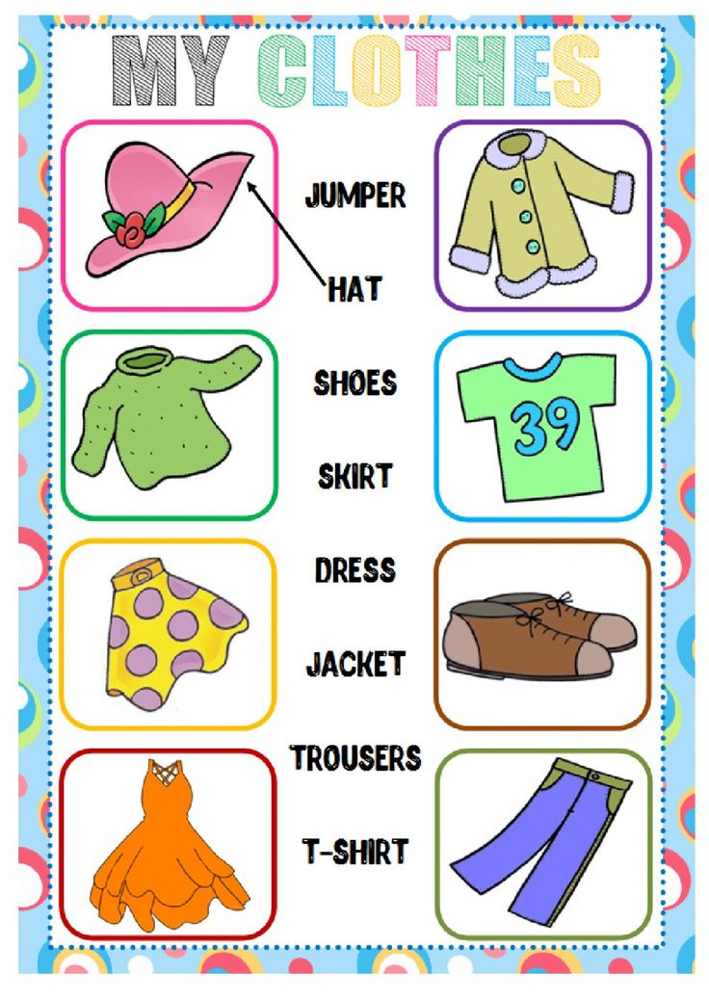 MY CLOTHES
JUMPER
HAT
SHOES
39
SKIRT
DRESS
JACKET
TROUSERS
T-SHIRT